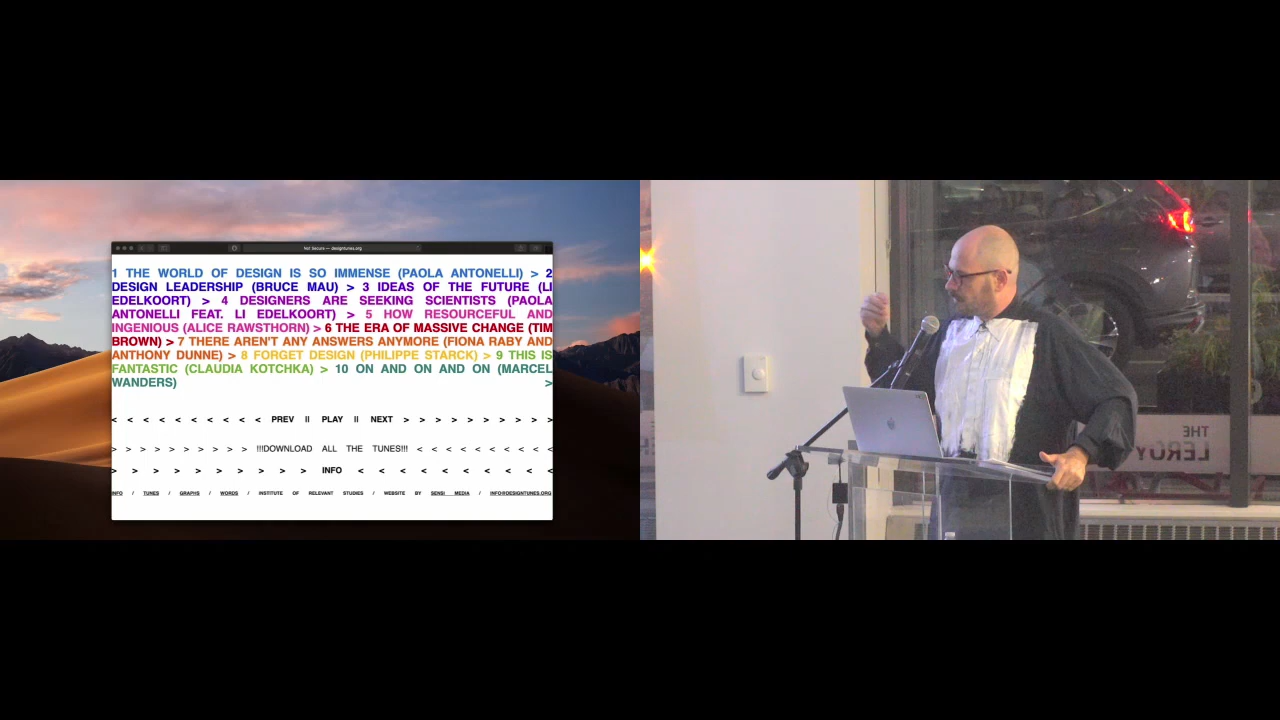 Not Secure — designtunes.org
1 THE WORLD OF DESIGN IS SO IMMENSE (PAOLA ANTONELLI) > 2
DESIGN LEADERSHIP (BRUCE MAU) > 3 IDEAS OF THE FUTURE (LI
EDELKOORT) > 4 DESIGNERS ARE SEEKING SCIENTISTS (PAOLA
ANTONELLI FEAT. LI EDELKOORT) > 5 HOW RESOURCEFUL AND
INGENIOUS (ALICE RAWSTHORN) > 6 THE ERA OF MASSIVE CHANGE (TIM
BROWN) > 7 THERE AREN'T ANY ANSWERS ANYMORE (FIONA RABY AND
ANTHONY DUNNE) > 8 FORGET DESIGN (PHILIPPE STARCK) > 9 THIS IS
FANTASTIC (CLAUDIA KOTCHKA) > 10 ON AND ON AND ON (MARCEL
WANDERS) >
< < < < < < < < < < < PREV || PLAY || NEXT > > > > > > > > > > >
> > > > > > > > > > !!!DOWNLOAD ALL THE TUNES!!! < < < < < < < < < <
> > > > > > > > > > > INFO < < < < < < < < < < <
INFO / TUNES / GRAPHS / WORDS / INSTITUTE OF RELEVANT STUDIES / WEBSITE BY SENSI MEDIA / INFO@DESIGNTUNES.ORG
THE
LEROY